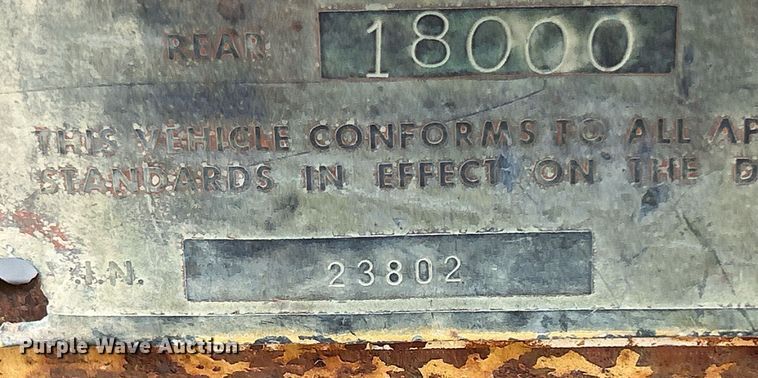 REAR 18000
THIS VEHICLE CONFORMS TO ALL AP
STANDARDS IN EFFECT ON THE D
V.I.N. 23802
Purple Wave Auction